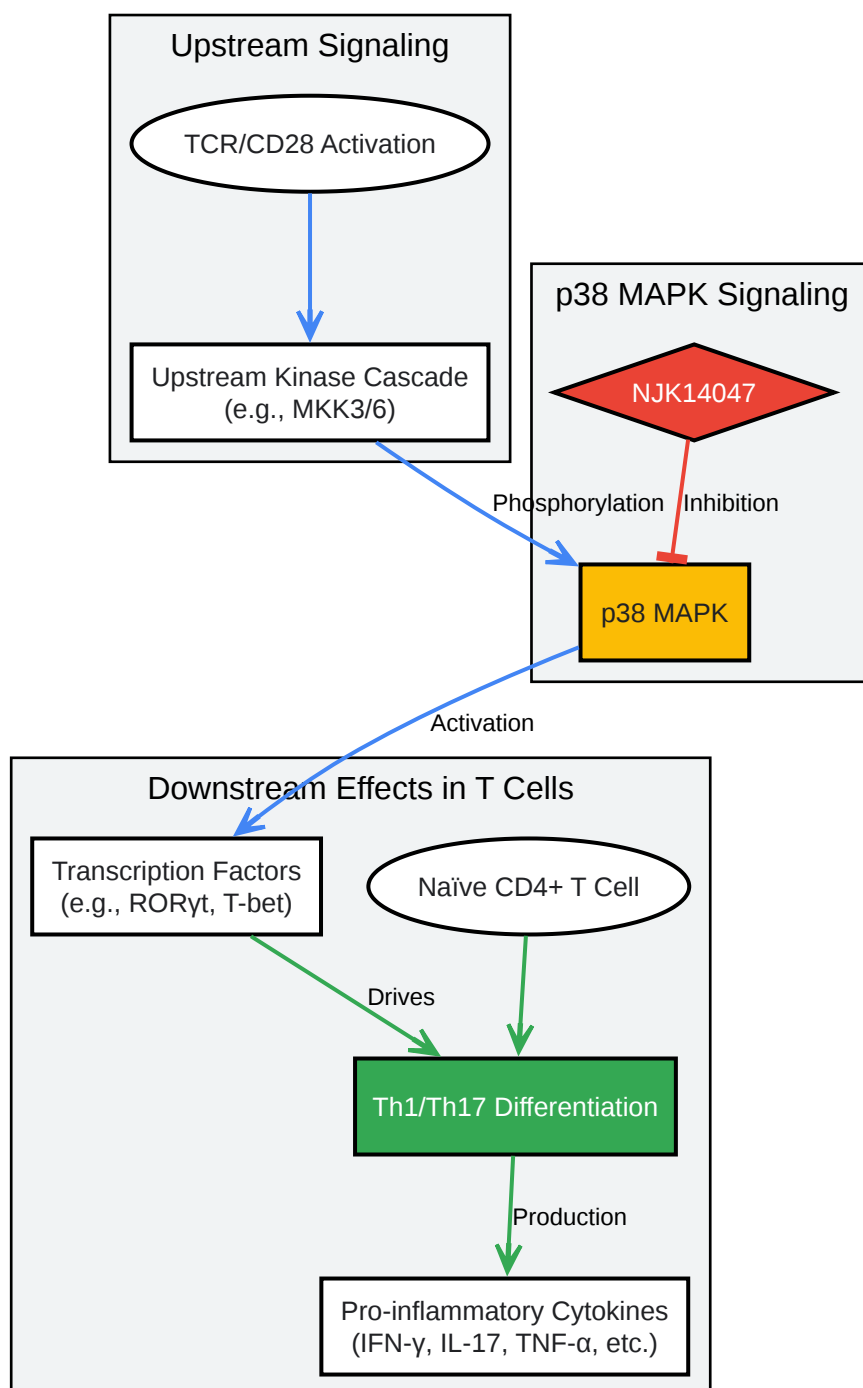 Upstream Signaling
TCR/CD28 Activation
Upstream Kinase Cascade
(e.g., MKK3/6)
p38 MAPK Signaling
NJK14047
Phosphorylation
Inhibition
p38 MAPK
Activation
Downstream Effects in T Cells
Transcription Factors
(e.g., RORγt, T-bet)
Naïve CD4+ T Cell
Drives
Th1/Th17 Differentiation
Production
Pro-inflammatory Cytokines
(IFN-γ, IL-17, TNF-α, etc.)